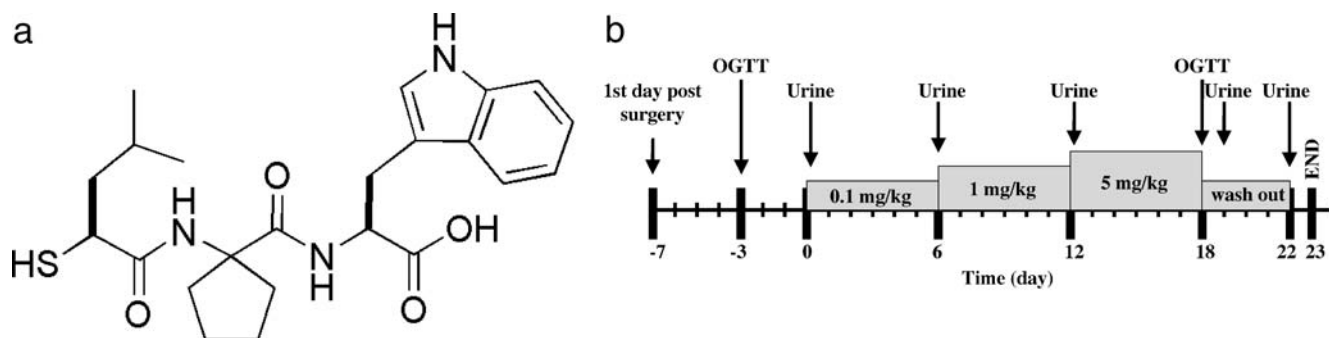 a
H
N
H
N
O
N
H
OH
O
HS
O
b
OGTT
OGTT
1st day post
surgery
Urine
Urine
Urine
Urine
Urine
END
0.1 mg/kg
1 mg/kg
5 mg/kg
wash out
-7
-3
0
6
12
18
22
23
Time (day)